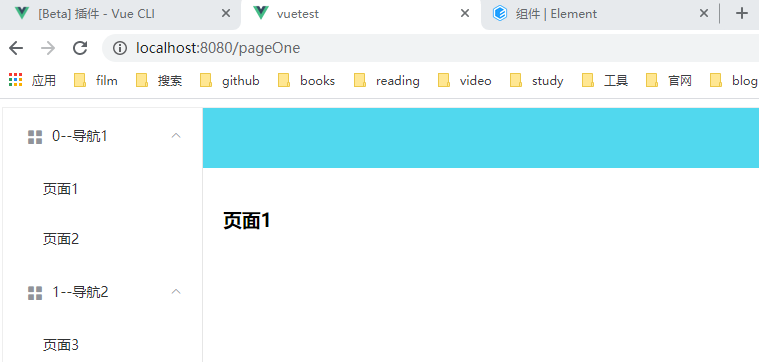 [Beta] 插件 - Vue CLI
vuetest
组件 | Element
localhost:8080/pageOne
应用 film 搜索 github books reading video study 工具 官网 blog
0--导航1
页面1
页面2
1--导航2
页面3
页面1